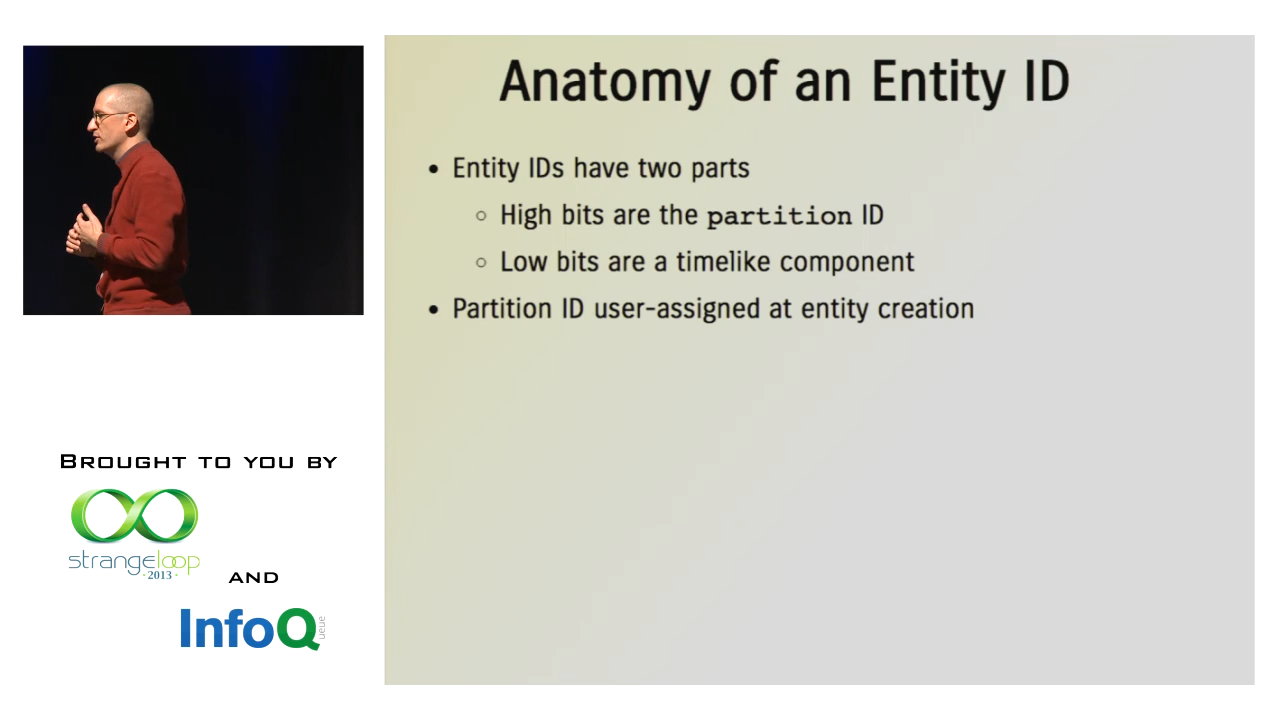 Anatomy of an Entity ID
• Entity IDs have two parts
○ High bits are the partition ID
○ Low bits are a timelike component
• Partition ID user-assigned at entity creation
BROUGHT TO YOU BY
strangeloop
·2013·
AND
InfoQ
ueue